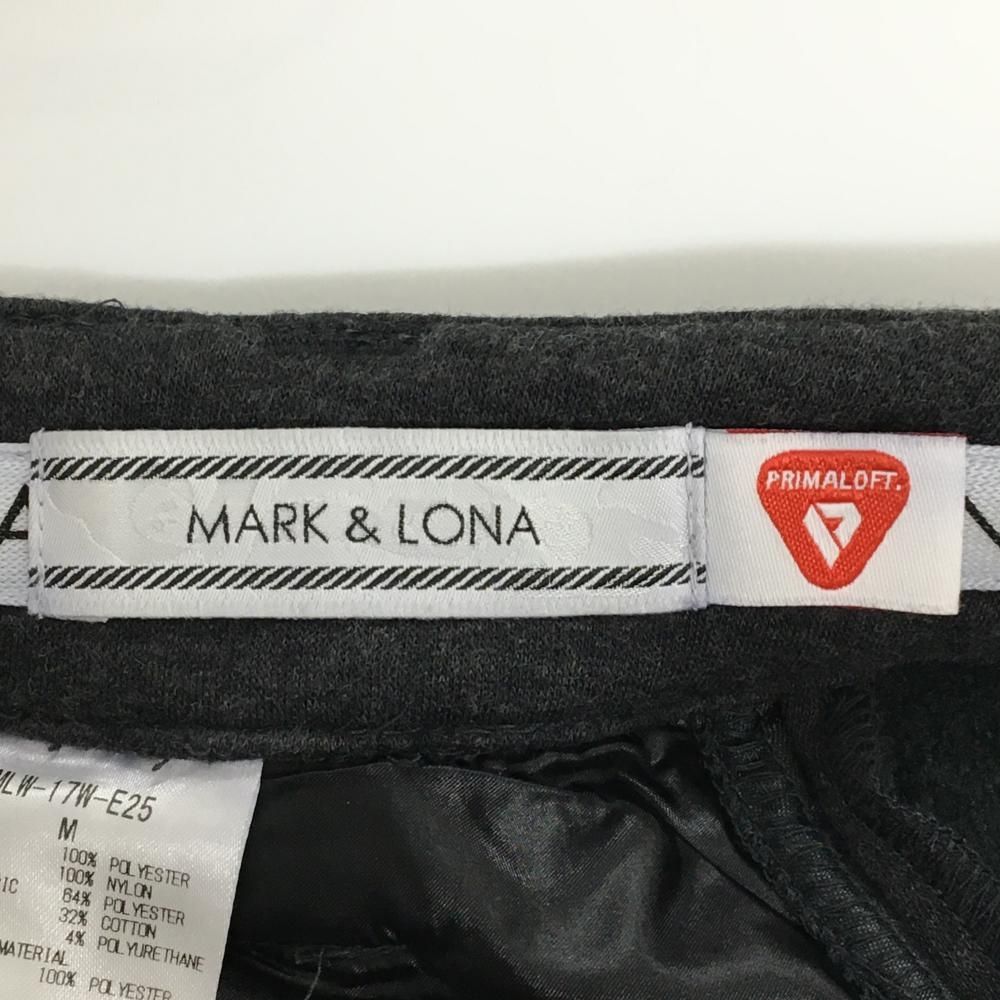 MARK & LONA
PRIMALOFT.
MLW-17W-E25
M
100% POLYESTER
100% NYLON
64% POLYESTER
32% COTTON
4% POLYURETHANE
MATERIAL
100% POLYESTER